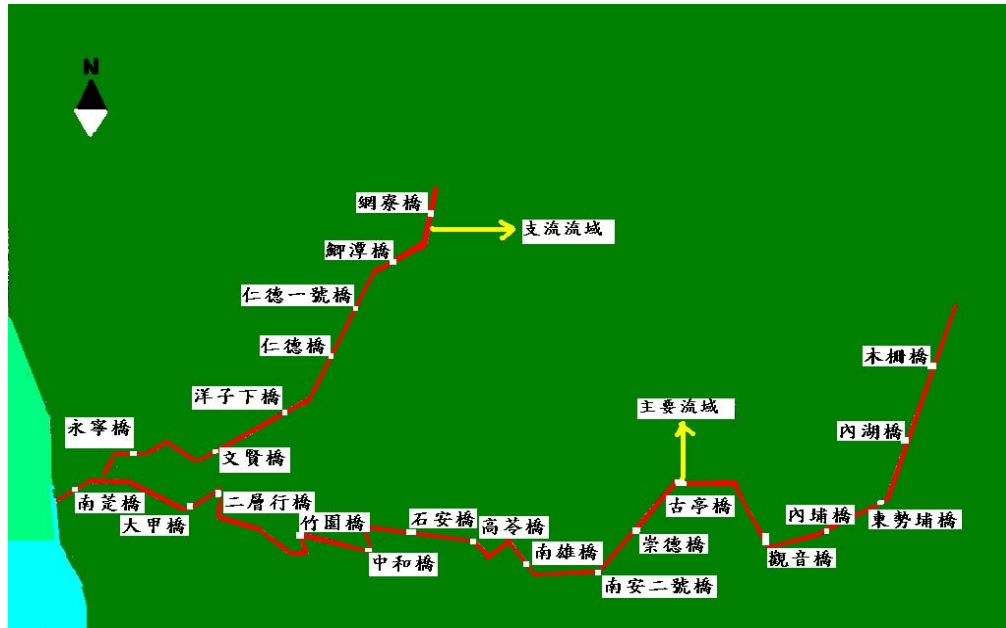 N
網寮橋
支流流域
鯽潭橋
仁德一號橋
仁德橋
木柵橋
洋子下橋
主要流域
永寧橋
內湖橋
文賢橋
南萣橋
二層行橋
大甲橋
竹園橋
石安橋
高苓橋
古亭橋
內埔橋
東勢埔橋
中和橋
南雄橋
崇德橋
觀音橋
南安二號橋